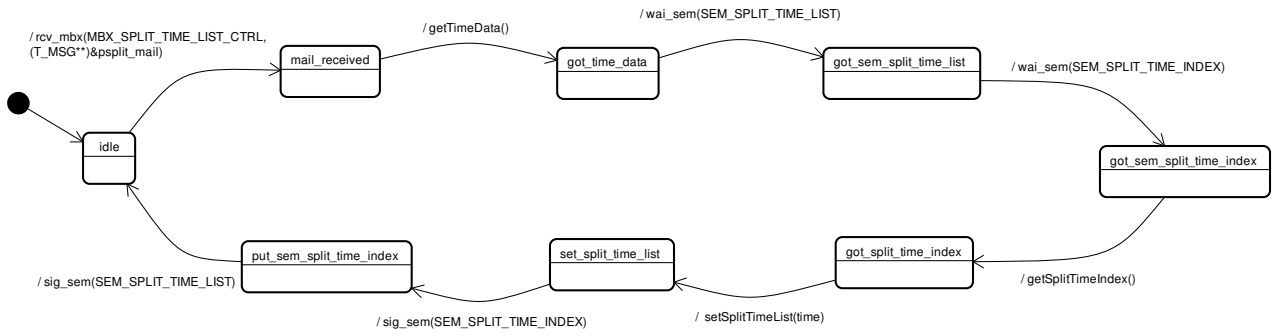 / rcv_mbx(MBX_SPLIT_TIME_LIST_CTRL,
(T_MSG**)&psplit_mail)
mail_received
/ getTimeData()
got_time_data
/ wai_sem(SEM_SPLIT_TIME_LIST)
got_sem_split_time_list
/ wai_sem(SEM_SPLIT_TIME_INDEX)
idle
got_sem_split_time_index
put_sem_split_time_index
set_split_time_list
got_split_time_index
/ sig_sem(SEM_SPLIT_TIME_LIST)
/ getSplitTimeIndex()
/ sig_sem(SEM_SPLIT_TIME_INDEX)
/ setSplitTimeList(time)